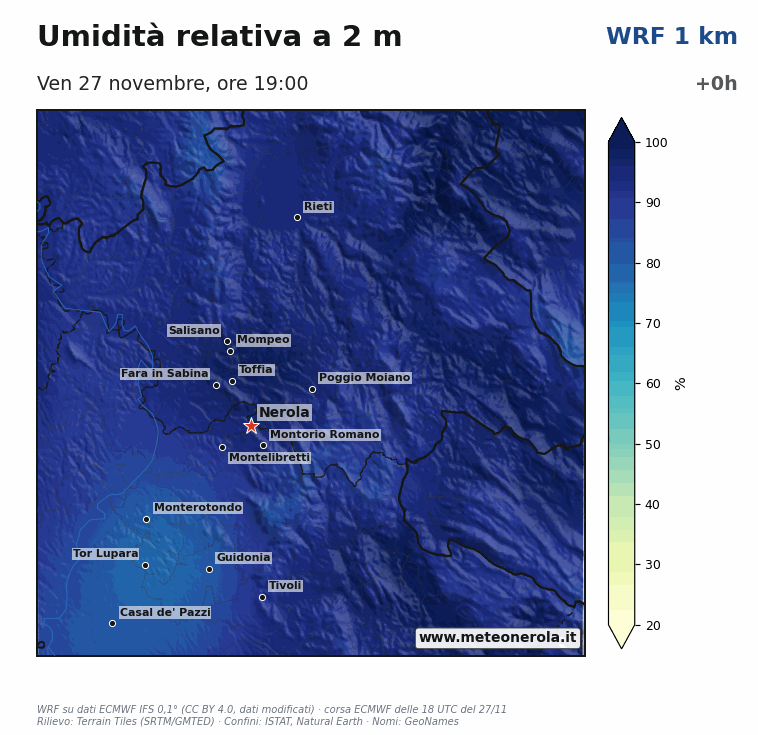 Umidità relativa a 2 m
WRF 1 km
Ven 27 novembre, ore 19:00
+0h
Rieti
Salisano
Mompeo
Toffia
Fara in Sabina
Poggio Moiano
Nerola
Montorio Romano
Montelibretti
Monterotondo
Tor Lupara
Guidonia
Tivoli
Casal de' Pazzi
www.meteonerola.it
100
90
80
70
60
50
40
30
20
%
WRF su dati ECMWF IFS 0,1° (CC BY 4.0, dati modificati) · corsa ECMWF delle 18 UTC del 27/11
Rilievo: Terrain Tiles (SRTM/GMTED) · Confini: ISTAT, Natural Earth · Nomi: GeoNames